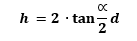 h = 2 · tan ∝/2 d